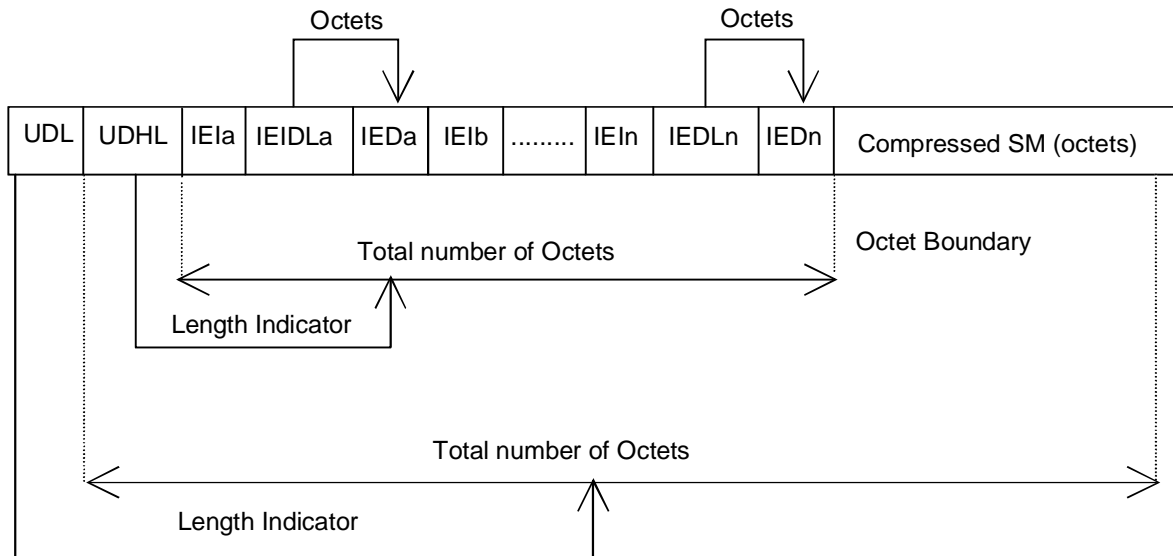 Octets Octets
UDL UDHL IEIa IEIDLa IEDa IEIb ......... IEIn IEDLn IEDn Compressed SM (octets)
Total number of Octets Octet Boundary
Length Indicator
Total number of Octets
Length Indicator